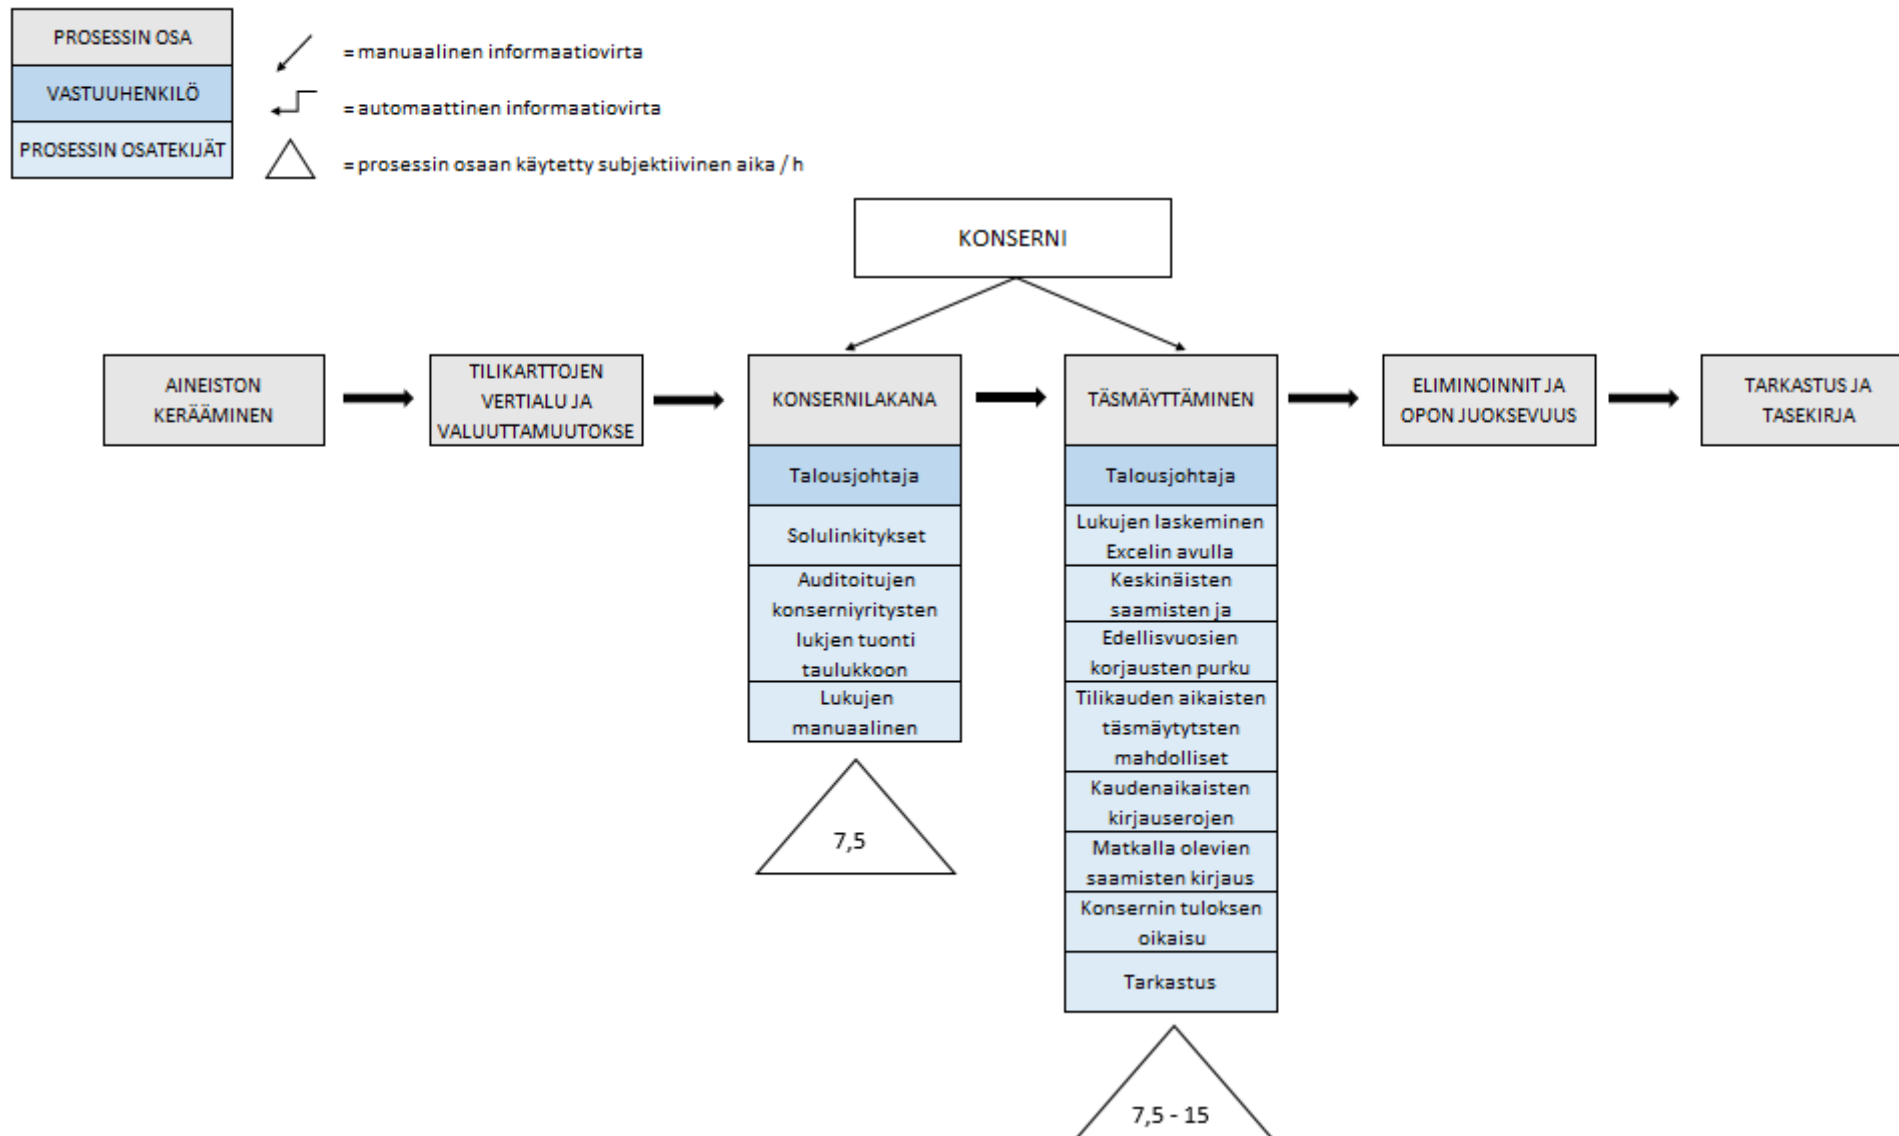 PROSESSIN OSA
VASTUUHENKILÖ
PROSESSIN OSATEKIJÄT
= manuaalinen informaatiovirta
= automaattinen informaatiovirta
= prosessin osaan käytetty subjektiivinen aika / h
KONSERNI
AINEISTON
KERÄÄMINEN
TILIKARTTOJEN
VERTIALU JA
VALUUTTAMUUTOKSE
KONSERNILAKANA
TÄSMÄYTTÄMINEN
ELIMINOINNIT JA
OPON JUOKSEVUUS
TARKASTUS JA
TASEKIRJA
Talousjohtaja
Solulinkitykset
Auditoitujen
konserniyritysten
lukjen tuonti
taulukkoon
Lukujen
manuaalinen
7,5
Talousjohtaja
Lukujen laskeminen
Excelin avulla
Keskinäisten
saamisten ja
Edellisvuosien
korjausten purku
Tilikauden aikaisten
täsmäytytsten
mahdolliset
Kaudenaikaisten
kirjauserojen
Matkalla olevien
saamisten kirjaus
Konsernin tuloksen
oikaisu
Tarkastus
7,5 - 15